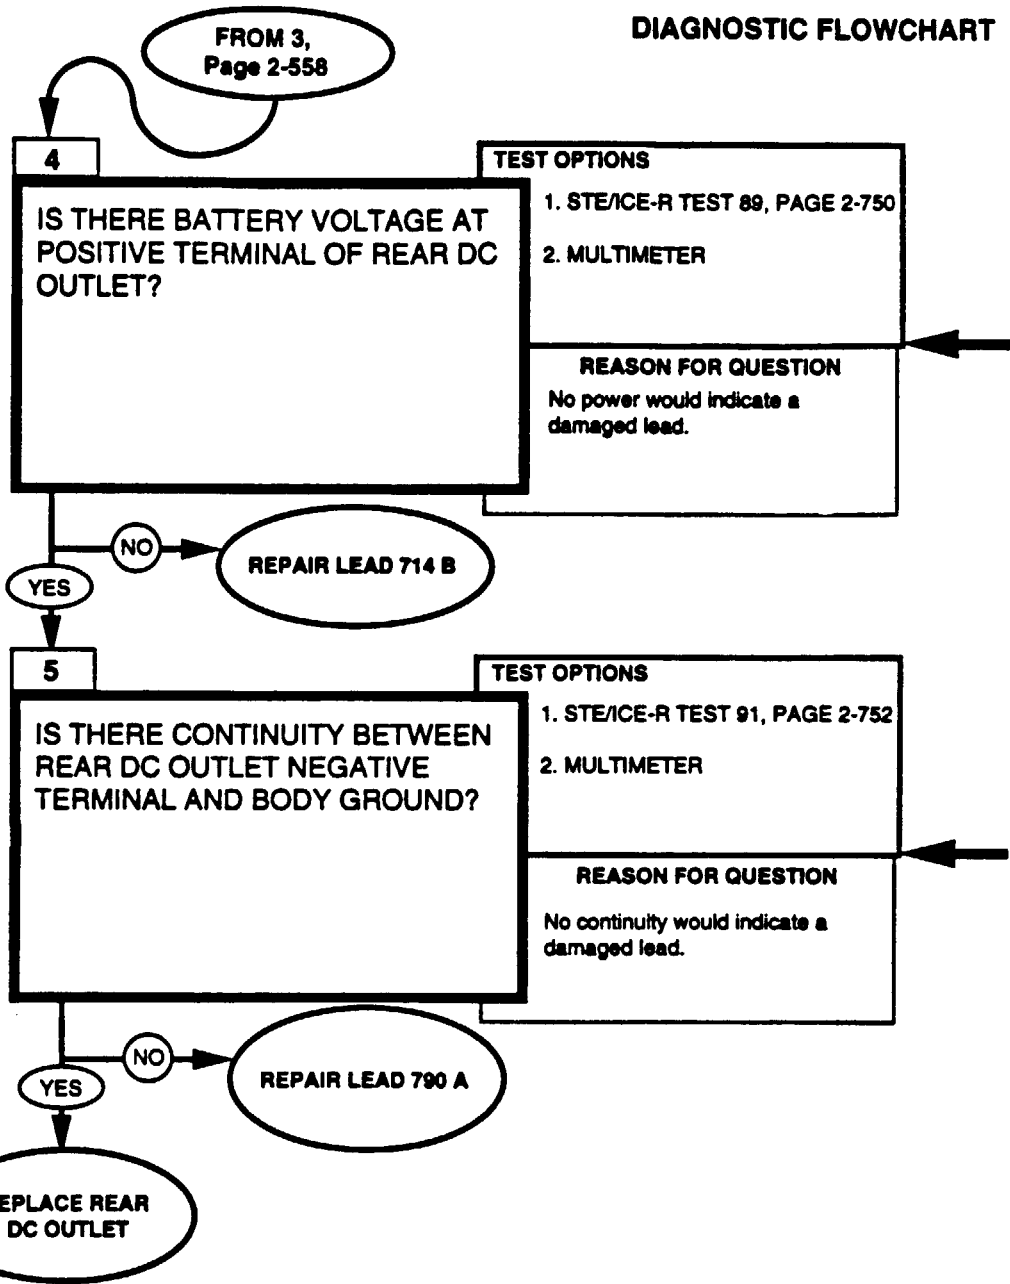 DIAGNOSTIC FLOWCHART
FROM 3,
Page 2-558
4
IS THERE BATTERY VOLTAGE AT
POSITIVE TERMINAL OF REAR DC
OUTLET?
TEST OPTIONS
1. STE/ICE-R TEST 89, PAGE 2-750
2. MULTIMETER
REASON FOR QUESTION
No power would indicate a
damaged lead.
NO
REPAIR LEAD 714 B
YES
5
IS THERE CONTINUITY BETWEEN
REAR DC OUTLET NEGATIVE
TERMINAL AND BODY GROUND?
TEST OPTIONS
1. STE/ICE-R TEST 91, PAGE 2-752
2. MULTIMETER
REASON FOR QUESTION
No continuity would indicate a
damaged lead.
NO
REPAIR LEAD 790 A
YES
EPLACE REAR
DC OUTLET